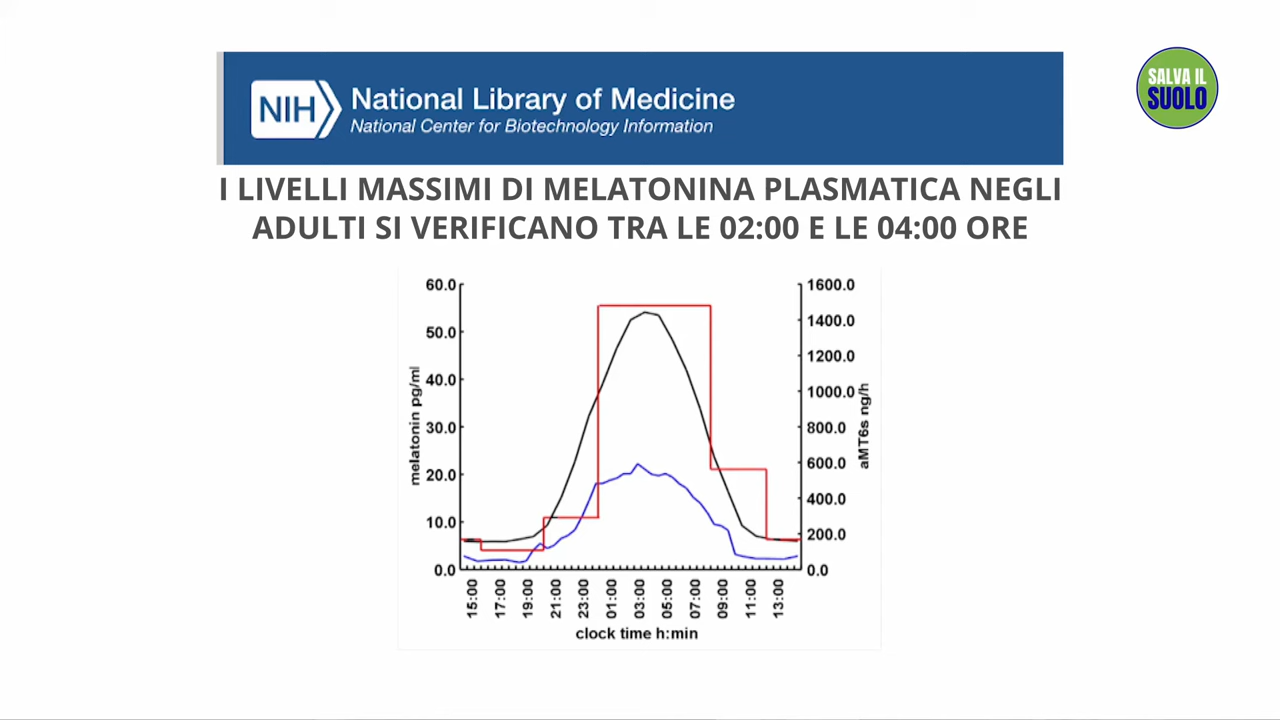 NIH
National Library of Medicine
National Center for Biotechnology Information
SALVA IL
SUOLO
I LIVELLI MASSIMI DI MELATONINA PLASMATICA NEGLI
ADULTI SI VERIFICANO TRA LE 02:00 E LE 04:00 ORE
60.0
50.0
40.0
30.0
20.0
10.0
0.0
melatonin pg/ml
1600.0
1400.0
1200.0
1000.0
800.0
600.0
400.0
200.0
0.0
aMT6s ng/h
15:00 17:00 19:00 21:00 23:00 01:00 03:00 05:00 07:00 09:00 11:00 13:00
clock time h:min